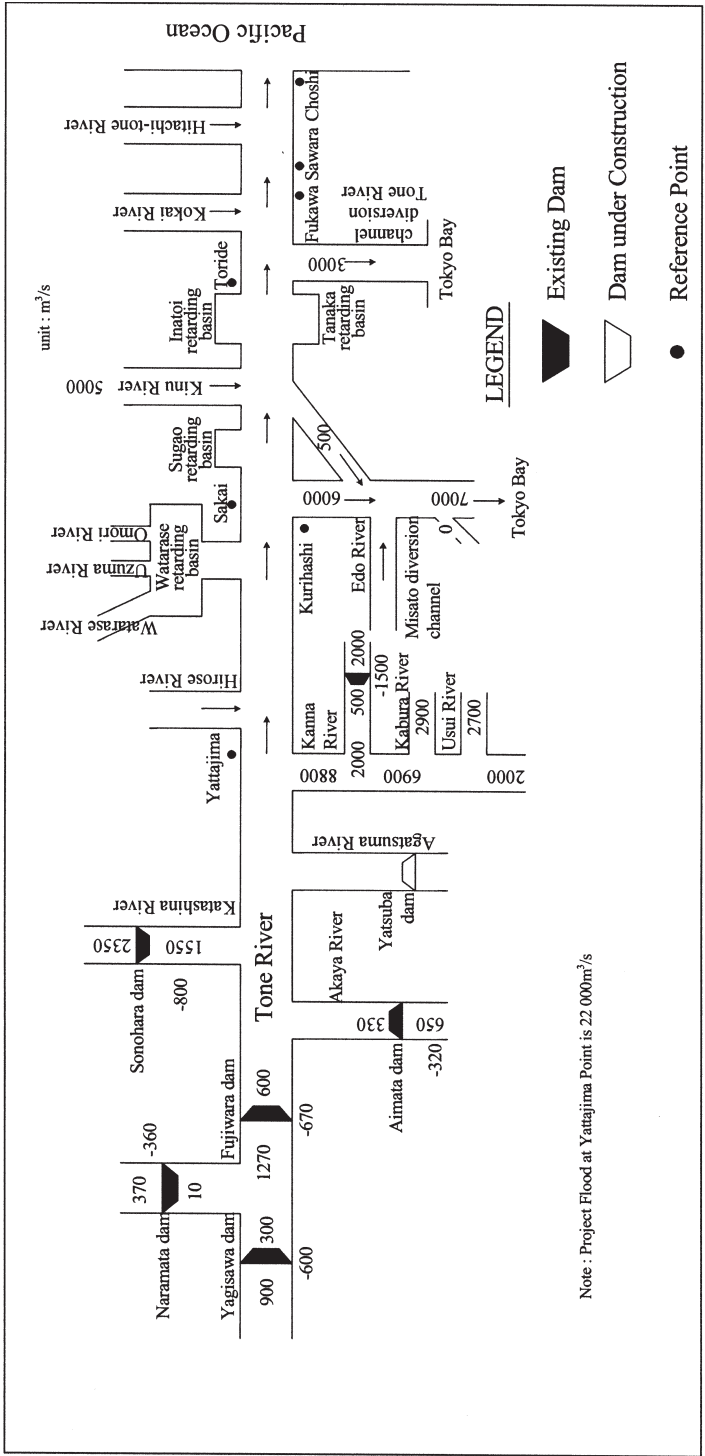 Pacific Ocean
Hitachi-tone River
Kokai River
Toride
Inatoi
retarding
basin
unit : m³/s
Kinu River
5000
Sugao
retarding
basin
Sakai
Omori River
Uzuma River
Watarase River
Watarase
retarding
basin
Hirose River
Yattajima
Katashina River
2350
1550
Sonohara dam
-800
Tone River
Fujiwara dam
600
1270
-670
-360
370
10
Naramata dam
Yagisawa dam
300
900
-600
Choshi
Sawara
Fukawa
Tone River
diversion
channel
3000
Tokyo Bay
Tanaka
retarding
basin
500
6000
7000
Tokyo Bay
0
Kurihashi
Edo River
Misato diversion
channel
Kanna
River
2000
500
2000
-1500
Kabura River
2900
Usui River
2700
8800
6900
2000
Agatsuma River
Yatsuba
dam
Akaya River
330
650
Aimata dam
-320
LEGEND
Existing Dam
Dam under Construction
Reference Point
Note : Project Flood at Yattajima Point is 22 000m³/s